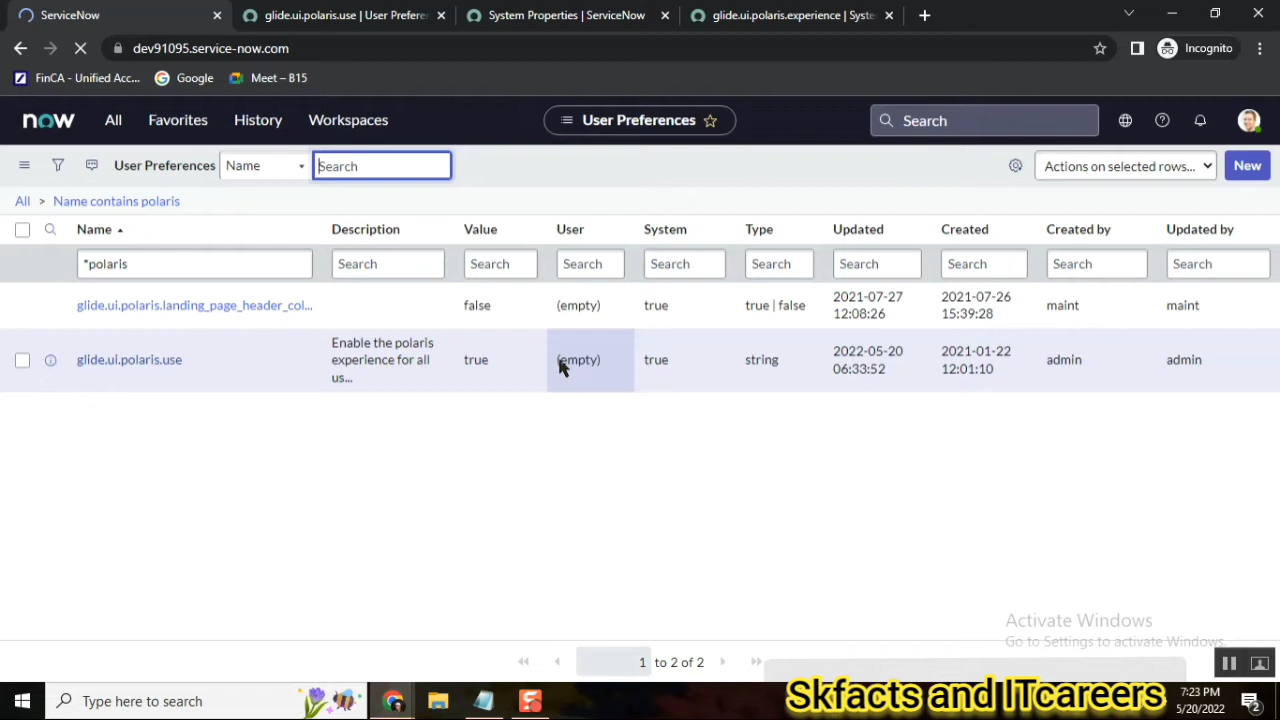 ServiceNow
glide.ui.polaris.use | User Prefere
System Properties | ServiceNow
glide.ui.polaris.experience | Syste
dev91095.service-now.com
Incognito
FinCA - Unified Acc...
Google
Meet – B15
now
All
Favorites
History
Workspaces
User Preferences
Search
User Preferences
Name
Search
Actions on selected rows...
New
All > Name contains polaris
Name
Description
Value
User
System
Type
Updated
Created
Created by
Updated by
*polaris
Search
Search
Search
Search
Search
Search
Search
Search
Search
glide.ui.polaris.landing_page_header_col...
false
(empty)
true
true | false
2021-07-27
12:08:26
2021-07-26
15:39:28
maint
maint
glide.ui.polaris.use
Enable the polaris
experience for all
us...
true
(empty)
true
string
2022-05-20
06:33:52
2021-01-22
12:01:10
admin
admin
Activate Windows
Go to Settings to activate Windows.
1 to 2 of 2
Type here to search
Skfacts and ITcareers
7:23 PM
5/20/2022
2